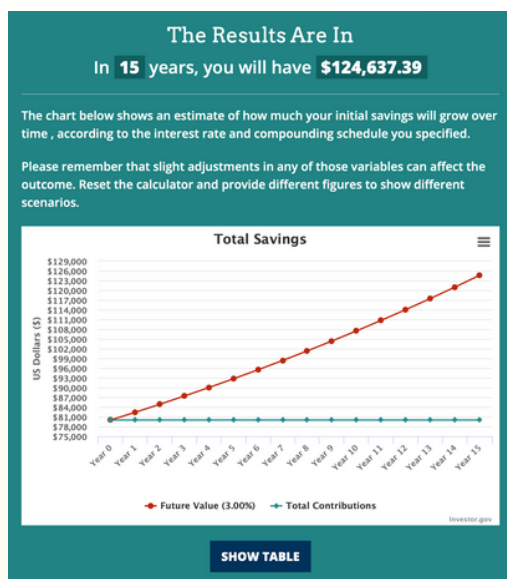 The Results Are In
In 15 years, you will have $124,637.39
The chart below shows an estimate of how much your initial savings will grow over
time , according to the interest rate and compounding schedule you specified.
Please remember that slight adjustments in any of those variables can affect the
outcome. Reset the calculator and provide different figures to show different
scenarios.
Total Savings
US Dollars ($)
$129,000
$126,000
$123,000
$120,000
$117,000
$114,000
$111,000
$108,000
$105,000
$102,000
$99,000
$96,000
$93,000
$90,000
$87,000
$84,000
$81,000
$78,000
$75,000
Year 0
Year 1
Year 2
Year 3
Year 4
Year 5
Year 6
Year 7
Year 8
Year 9
Year 10
Year 11
Year 12
Year 13
Year 14
Year 15
Future Value (3.00%) Total Contributions
Investor.gov
SHOW TABLE